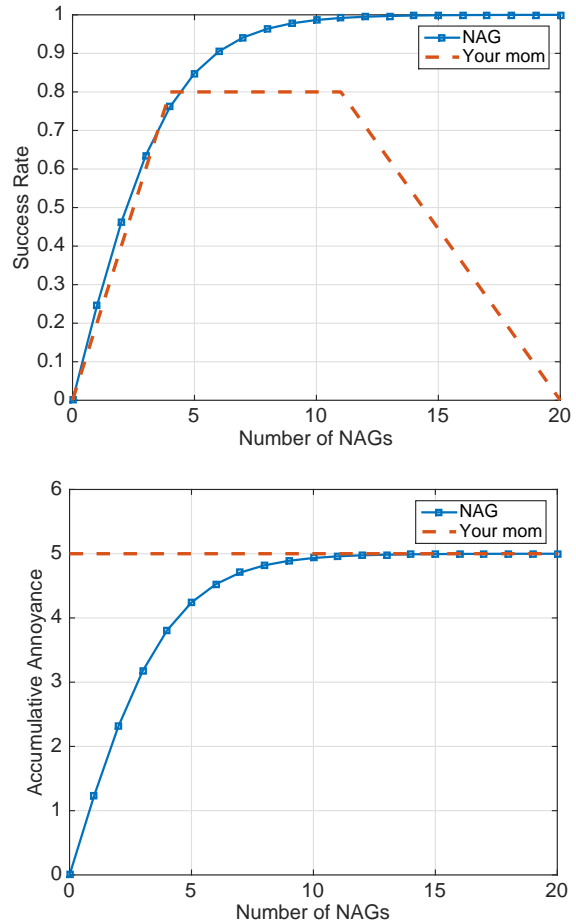 1
0.9
0.8
0.7
0.6
0.5
0.4
0.3
0.2
0.1
0
Success Rate
NAG
Your mom
0 5 10 15 20
Number of NAGs
6
5
4
3
2
1
0
Accumulative Annoyance
NAG
Your mom
0 5 10 15 20
Number of NAGs